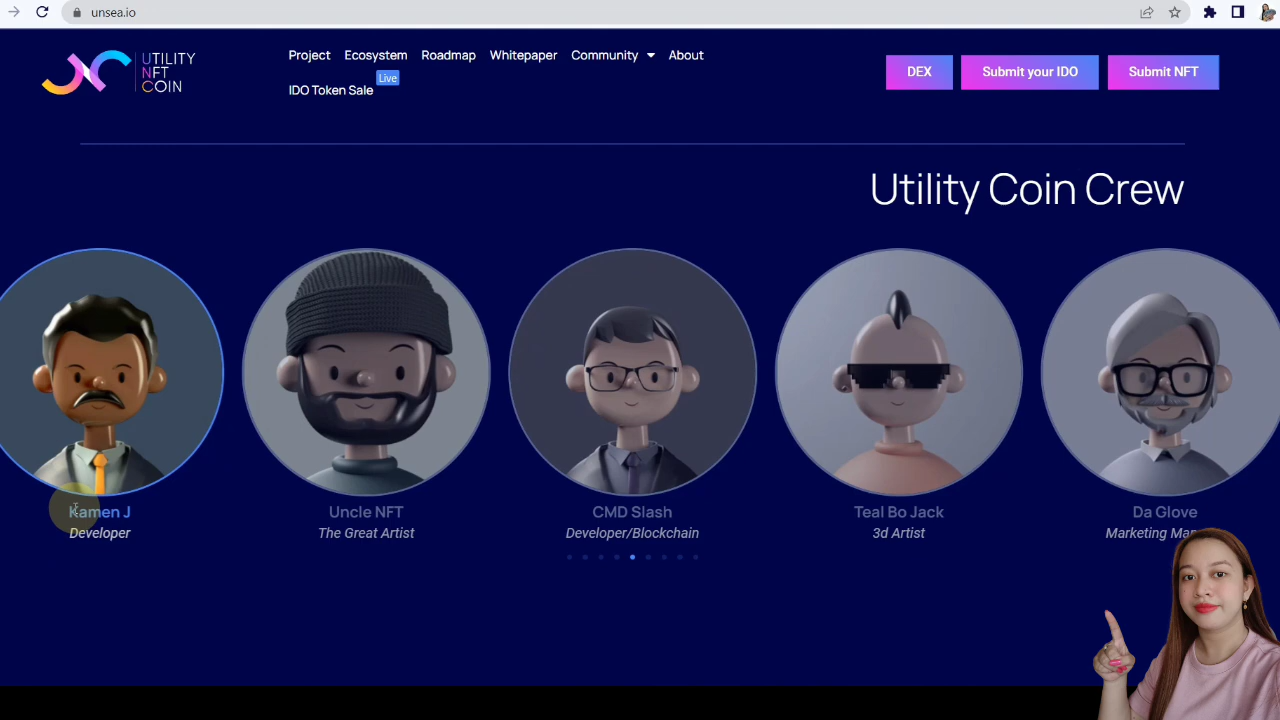 unsea.io
UTILITY
NFT
COIN
Project Ecosystem Roadmap Whitepaper Community About
IDO Token Sale Live
DEX Submit your IDO Submit NFT
Utility Coin Crew
Kamen J Uncle NFT CMD Slash Teal Bo Jack Da Glove
Developer The Great Artist Developer/Blockchain 3d Artist Marketing